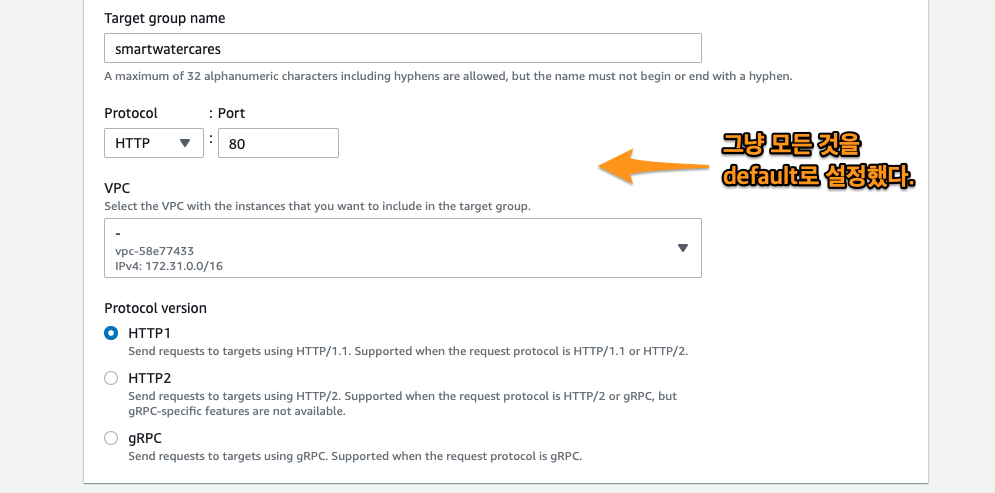 Target group name
smartwatercares
A maximum of 32 alphanumeric characters including hyphens are allowed, but the name must not begin or end with a hyphen.
Protocol : Port
HTTP : 80
그냥 모든 것을
default로 설정했다.
VPC
Select the VPC with the instances that you want to include in the target group.
-
vpc-58e77433
IPv4: 172.31.0.0/16
Protocol version
HTTP1
Send requests to targets using HTTP/1.1. Supported when the request protocol is HTTP/1.1 or HTTP/2.
HTTP2
Send requests to targets using HTTP/2. Supported when the request protocol is HTTP/2 or gRPC, but
gRPC-specific features are not available.
gRPC
Send requests to targets using gRPC. Supported when the request protocol is gRPC.